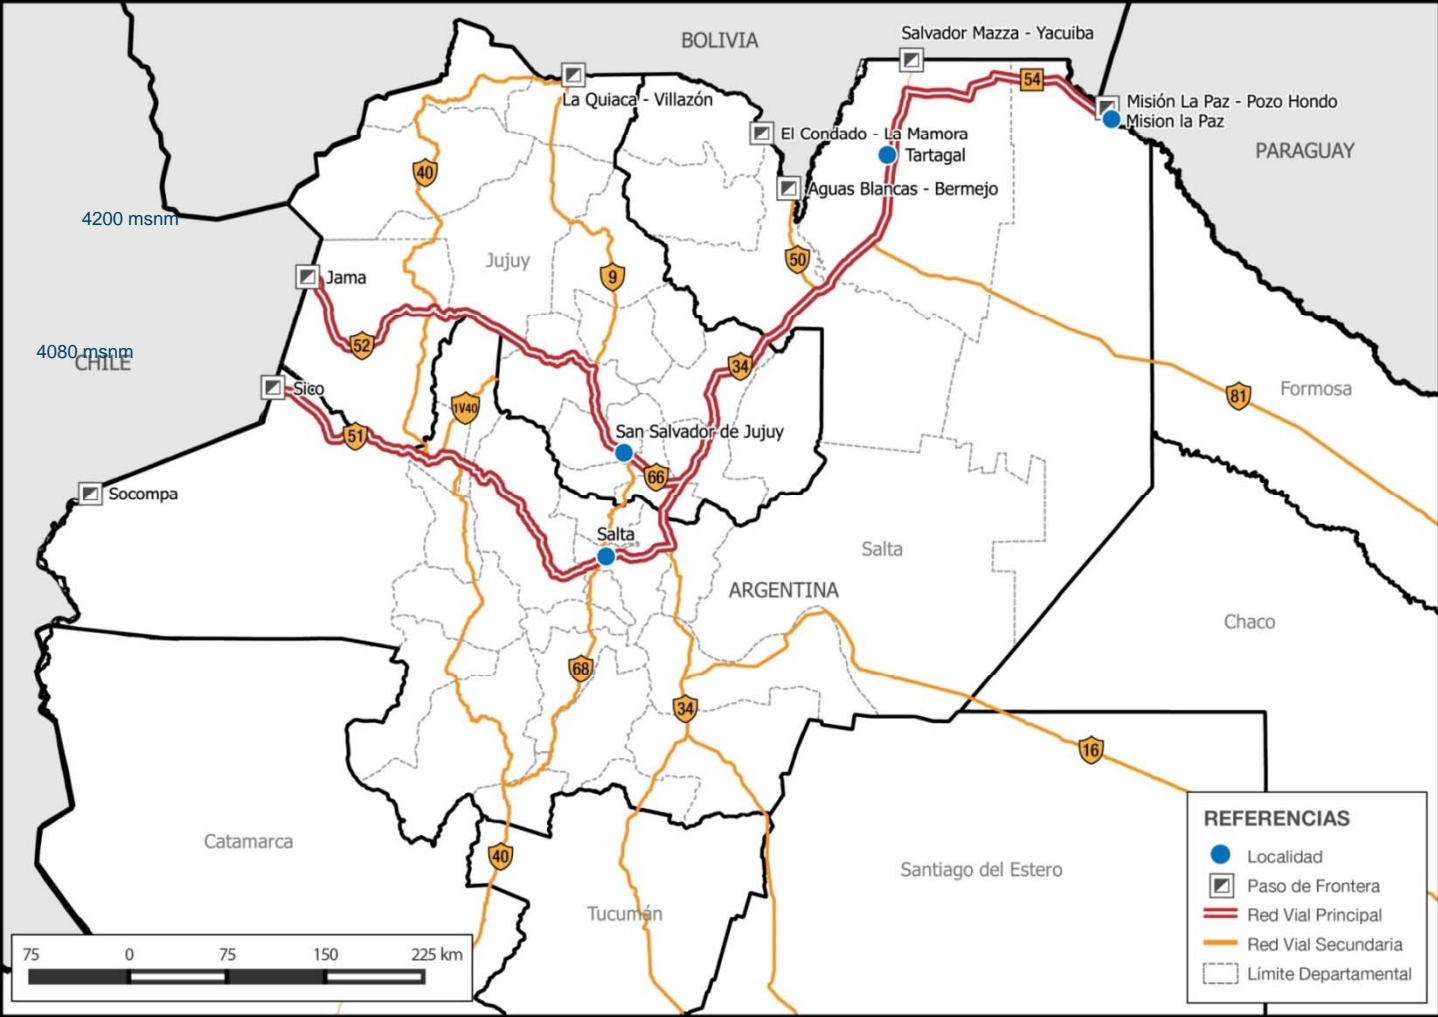 BOLIVIA
Salvador Mazza - Yacuiba
La Quiaca - Villazón
54
Misión La Paz - Pozo Hondo
Mision la Paz
El Condado - La Mamora
Tartagal
PARAGUAY
40
Aguas Blancas - Bermejo
4200 msnm
Jujuy
50
9
Jama
52
4080 msnm
CHILE
34
Sico
Formosa
81
1V40
51
San Salvador de Jujuy
66
Socompa
Salta
Salta
ARGENTINA
Chaco
68
34
16
Catamarca
40
Santiago del Estero
Tucumán
REFERENCIAS
Localidad
Paso de Frontera
Red Vial Principal
Red Vial Secundaria
Límite Departamental
75 0 75 150 225 km